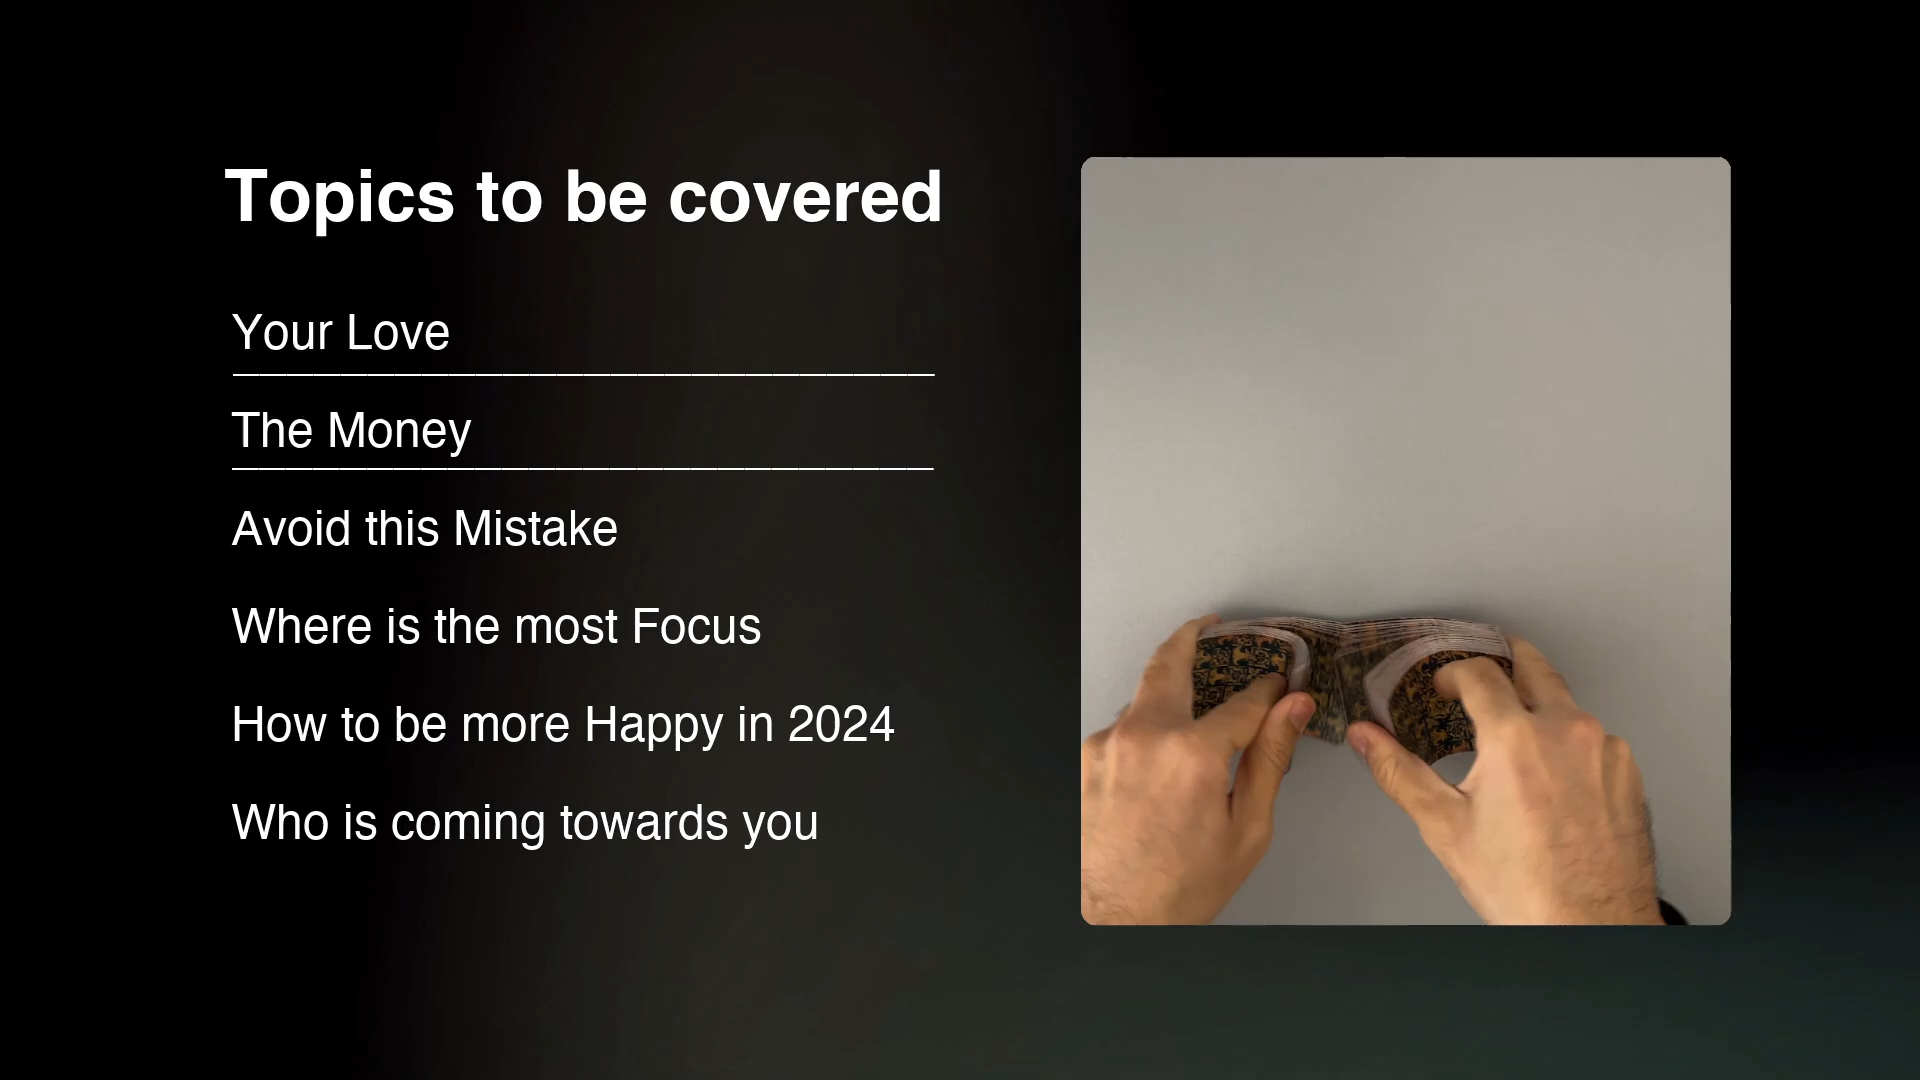 Topics to be covered
Your Love
The Money
Avoid this Mistake
Where is the most Focus
How to be more Happy in 2024
Who is coming towards you